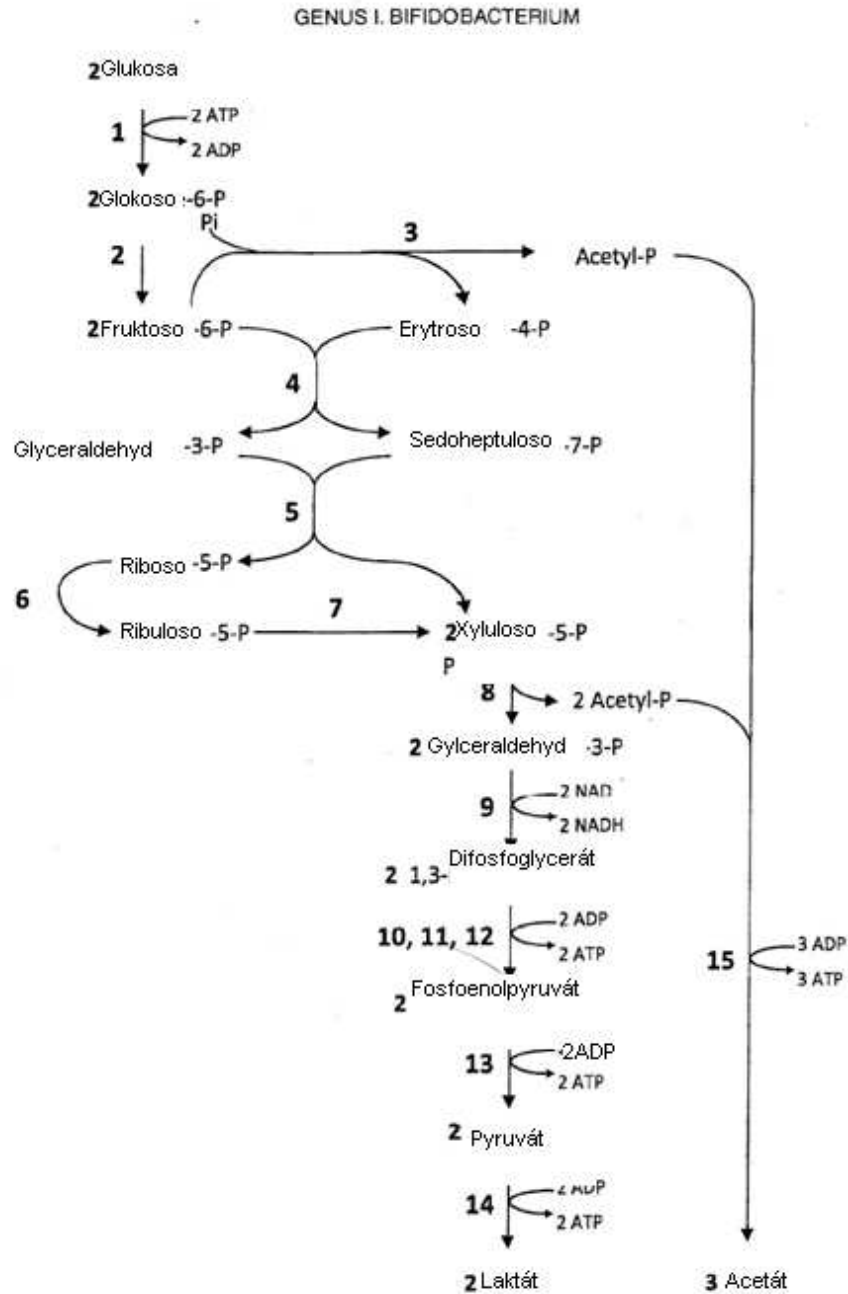 GENUS I. BIFIDOBACTERIUM
2Glukosa
1
2 ATP
2 ADP
2Glokoso -6-P
Pi
2
3
Acetyl-P
2Fruktoso -6-P
Erytroso -4-P
4
Glyceraldehyd -3-P
Sedoheptuloso -7-P
5
Riboso -5-P
6
7
Ribuloso -5-P
2Xyluloso -5-P
P
8
2 Acetyl-P
2 Gylceraldehyd -3-P
9
2 NAD
2 NADH
Difosfoglycerát
2 1,3-
10, 11, 12
2 ADP
2 ATP
15
3 ADP
3 ATP
Fosfoenolpyruvát
2
13
2ADP
2 ATP
2 Pyruvát
14
2 ADP
2 ATP
2 Laktát
3 Acetát